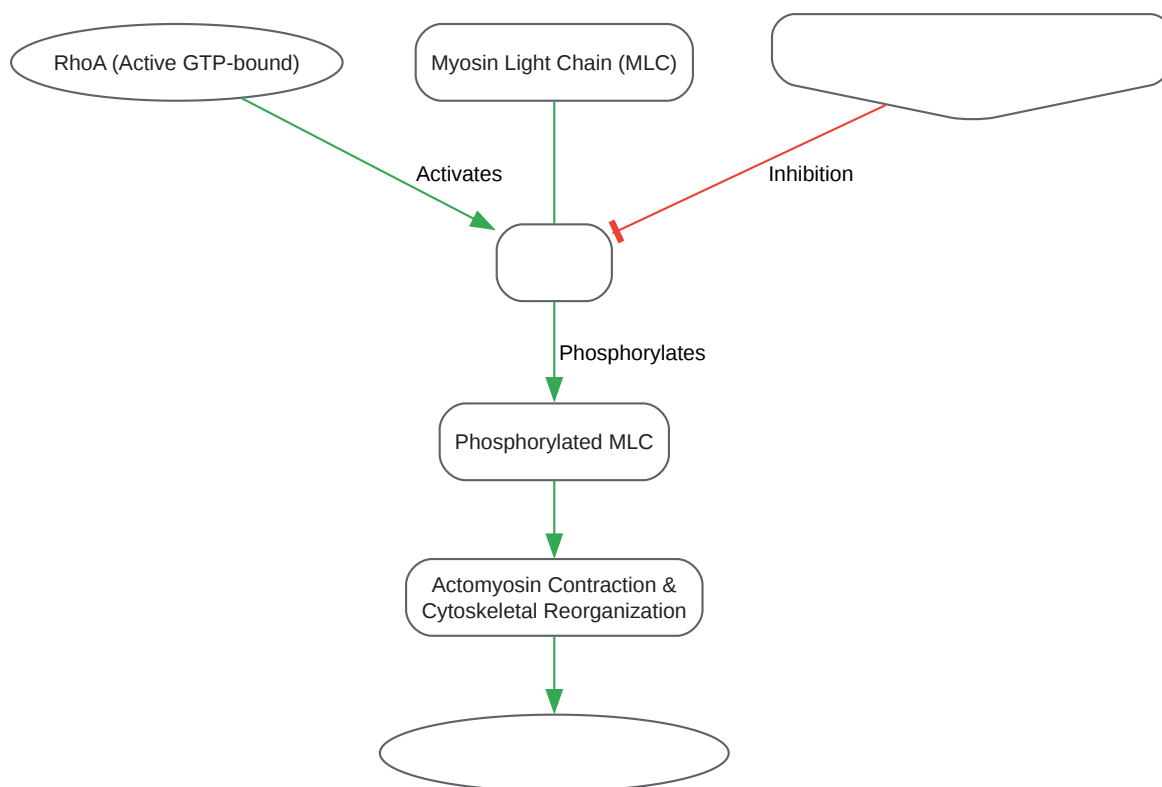 RhoA (Active GTP-bound)
Myosin Light Chain (MLC)
Activates
Inhibition
Phosphorylates
Phosphorylated MLC
Actomyosin Contraction &
Cytoskeletal Reorganization